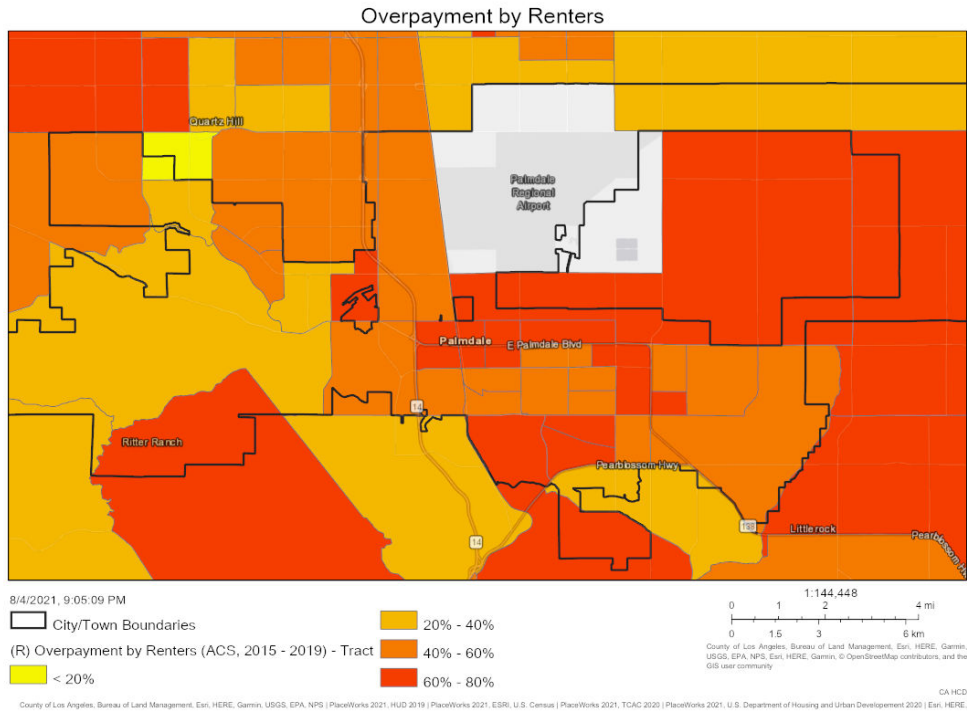 Overpayment by Renters
Quartz Hill
Palmdale
Regional
Airport
Palmdale
E Palmdale Blvd
14
Ritter Ranch
Pearblossom Hwy
138
Littlerock
Pearblossom Hw
14
8/4/2021, 9:05:09 PM
City/Town Boundaries
(R) Overpayment by Renters (ACS, 2015 - 2019) - Tract
< 20%
20% - 40%
40% - 60%
60% - 80%
1:144,448
0 1 2 4 mi
0 1.5 3 6 km
County of Los Angeles, Bureau of Land Management, Esri, HERE, Garmin,
USGS, EPA, NPS, Esri, HERE, Garmin, © OpenStreetMap contributors, and the
GIS user community
CA HCD
County of Los Angeles, Bureau of Land Management, Esri, HERE, Garmin, USGS, EPA, NPS | PlaceWorks 2021, HUD 2019 | PlaceWorks 2021, ESRI, U.S. Census | PlaceWorks 2021, TCAC 2020 | PlaceWorks 2021, U.S. Department of Housing and Urban Developement 2020 | Esri, HERE,